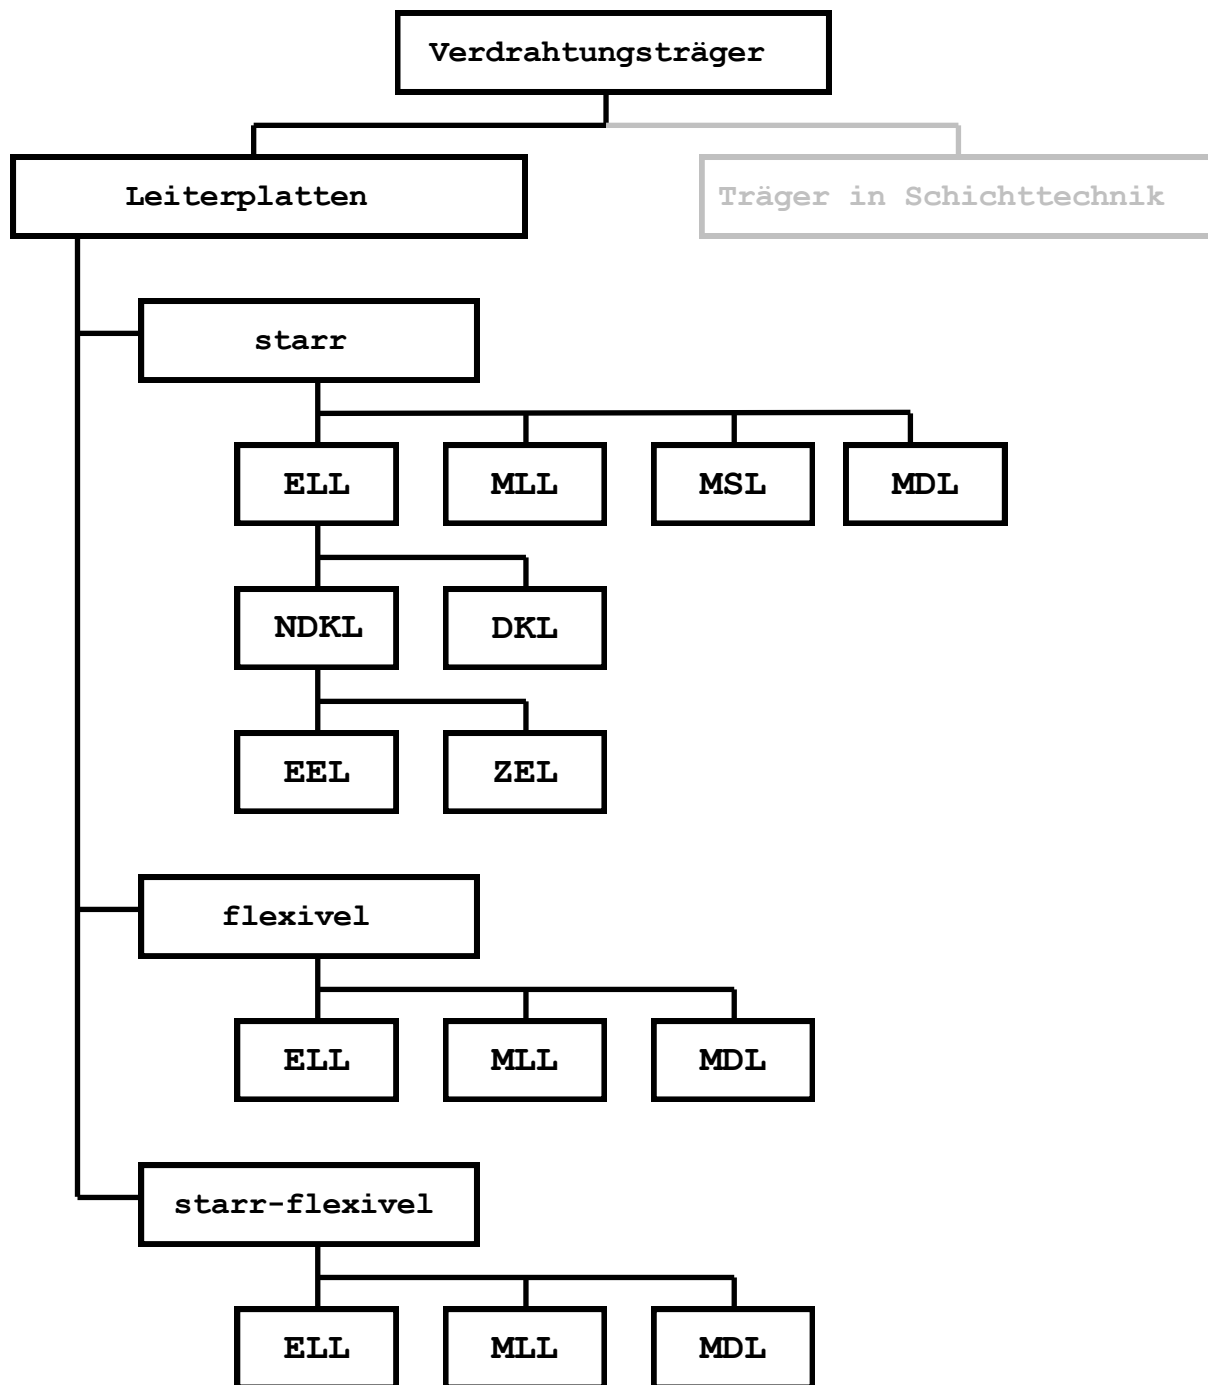 Verdrahtungsträger
Leiterplatten
Träger in Schichttechnik
starr
ELL
MLL
MSL
MDL
NDKL
DKL
EEL
ZEL
flexivel
ELL
MLL
MDL
starr-flexivel
ELL
MLL
MDL